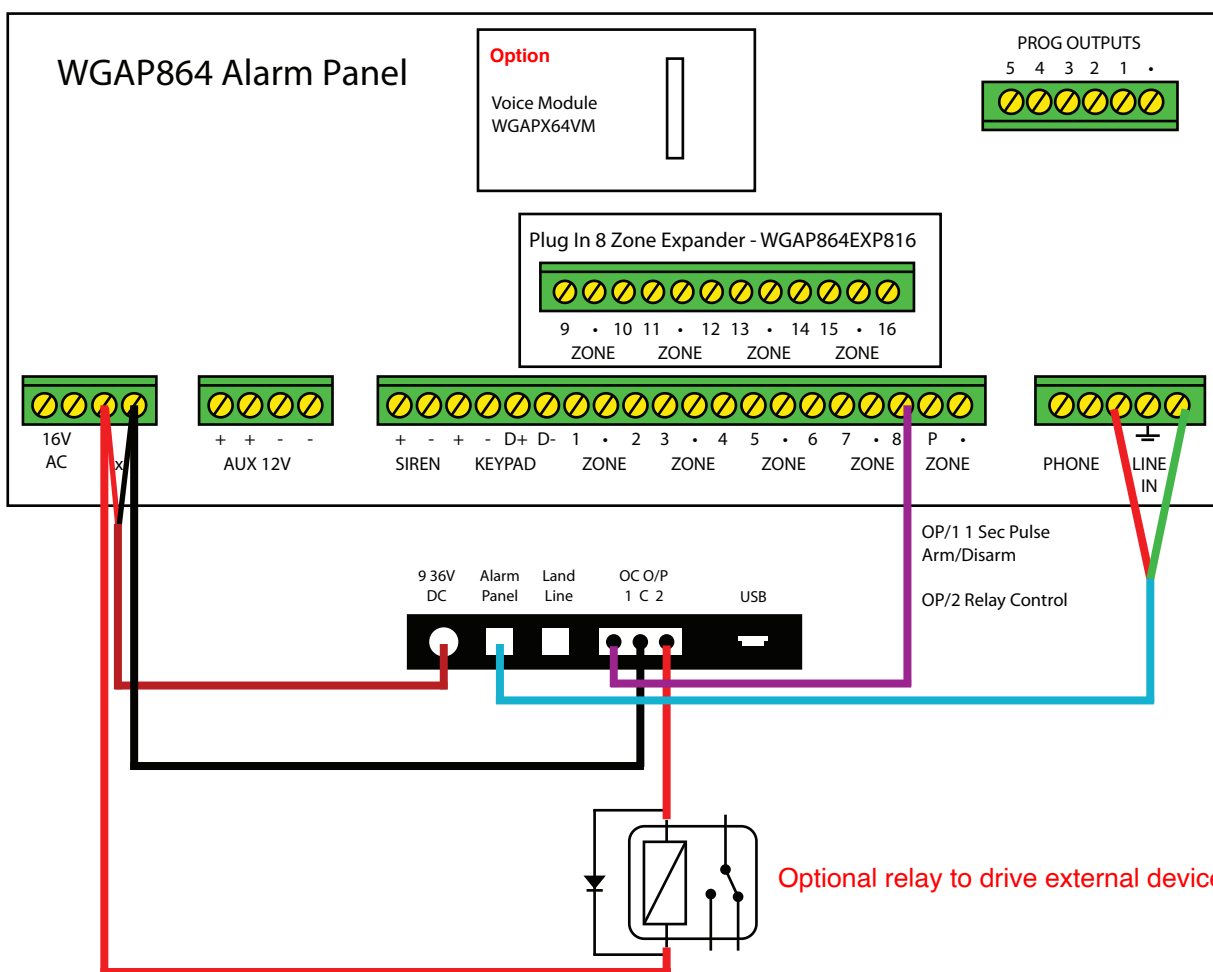 WGAP864 Alarm Panel
Option
Voice Module
WGAPX64VM
PROG OUTPUTS
5 4 3 2 1 •
Plug In 8 Zone Expander - WGAP864EXP816
9 • 10 11 • 12 13 • 14 15 • 16
ZONE ZONE ZONE ZONE
16V
AC
x
+ + - -
AUX 12V
+ - + - D+ D- 1 • 2 3 • 4 5 • 6 7 • 8 P •
SIREN KEYPAD ZONE ZONE ZONE ZONE ZONE
PHONE LINE
IN
OP/1 1 Sec Pulse
Arm/Disarm
OP/2 Relay Control
9 36V
DC
Alarm
Panel
Land
Line
OC O/P
1 C 2
USB
Optional relay to drive external device